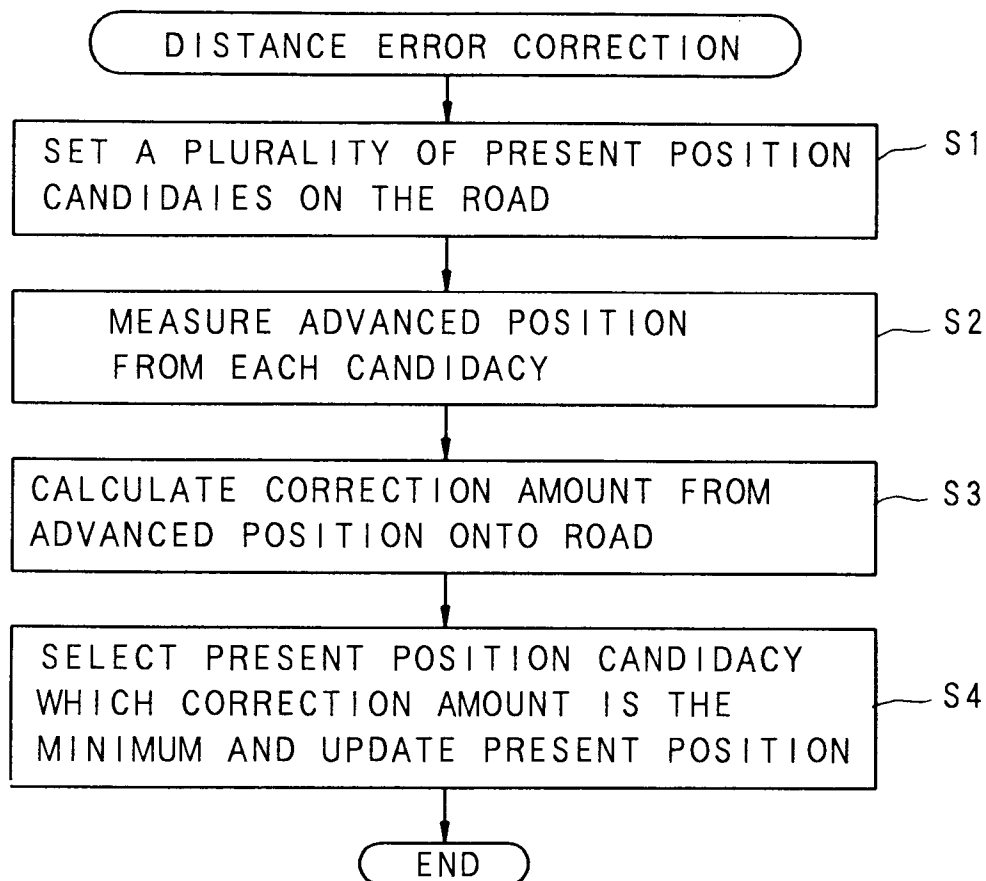 DISTANCE ERROR CORRECTION
SET A PLURALITY OF PRESENT POSITION
CANDIDAIES ON THE ROAD
S1
MEASURE ADVANCED POSITION
FROM EACH CANDIDACY
S2
CALCULATE CORRECTION AMOUNT FROM
ADVANCED POSITION ONTO ROAD
S3
SELECT PRESENT POSITION CANDIDACY
WHICH CORRECTION AMOUNT IS THE
MINIMUM AND UPDATE PRESENT POSITION
S4
END